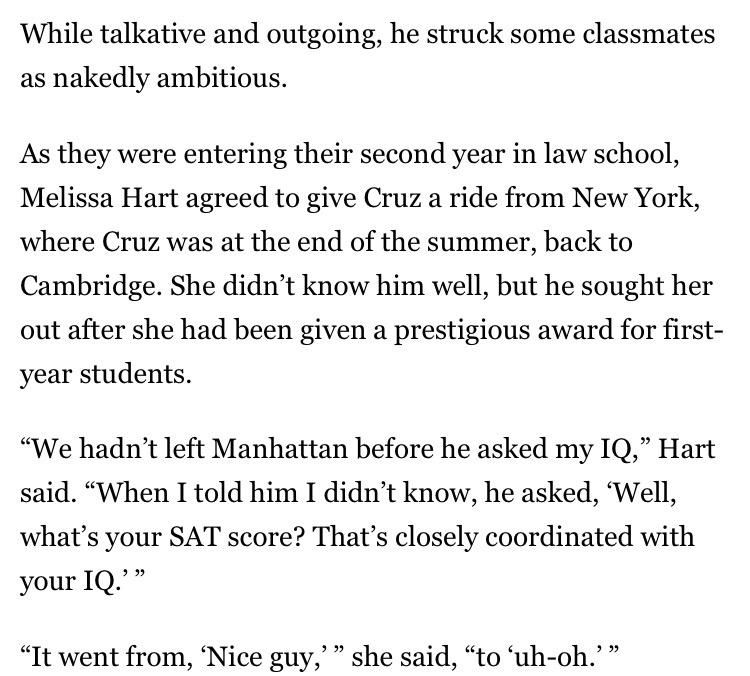 While talkative and outgoing, he struck some classmates
as nakedly ambitious.
As they were entering their second year in law school,
Melissa Hart agreed to give Cruz a ride from New York,
where Cruz was at the end of the summer, back to
Cambridge. She didn’t know him well, but he sought her
out after she had been given a prestigious award for first-
year students.
“We hadn’t left Manhattan before he asked my IQ,” Hart
said. “When I told him I didn’t know, he asked, ‘Well,
what’s your SAT score? That’s closely coordinated with
your IQ.’ ”
“It went from, ‘Nice guy,’ ” she said, “to ‘uh-oh.’ ”